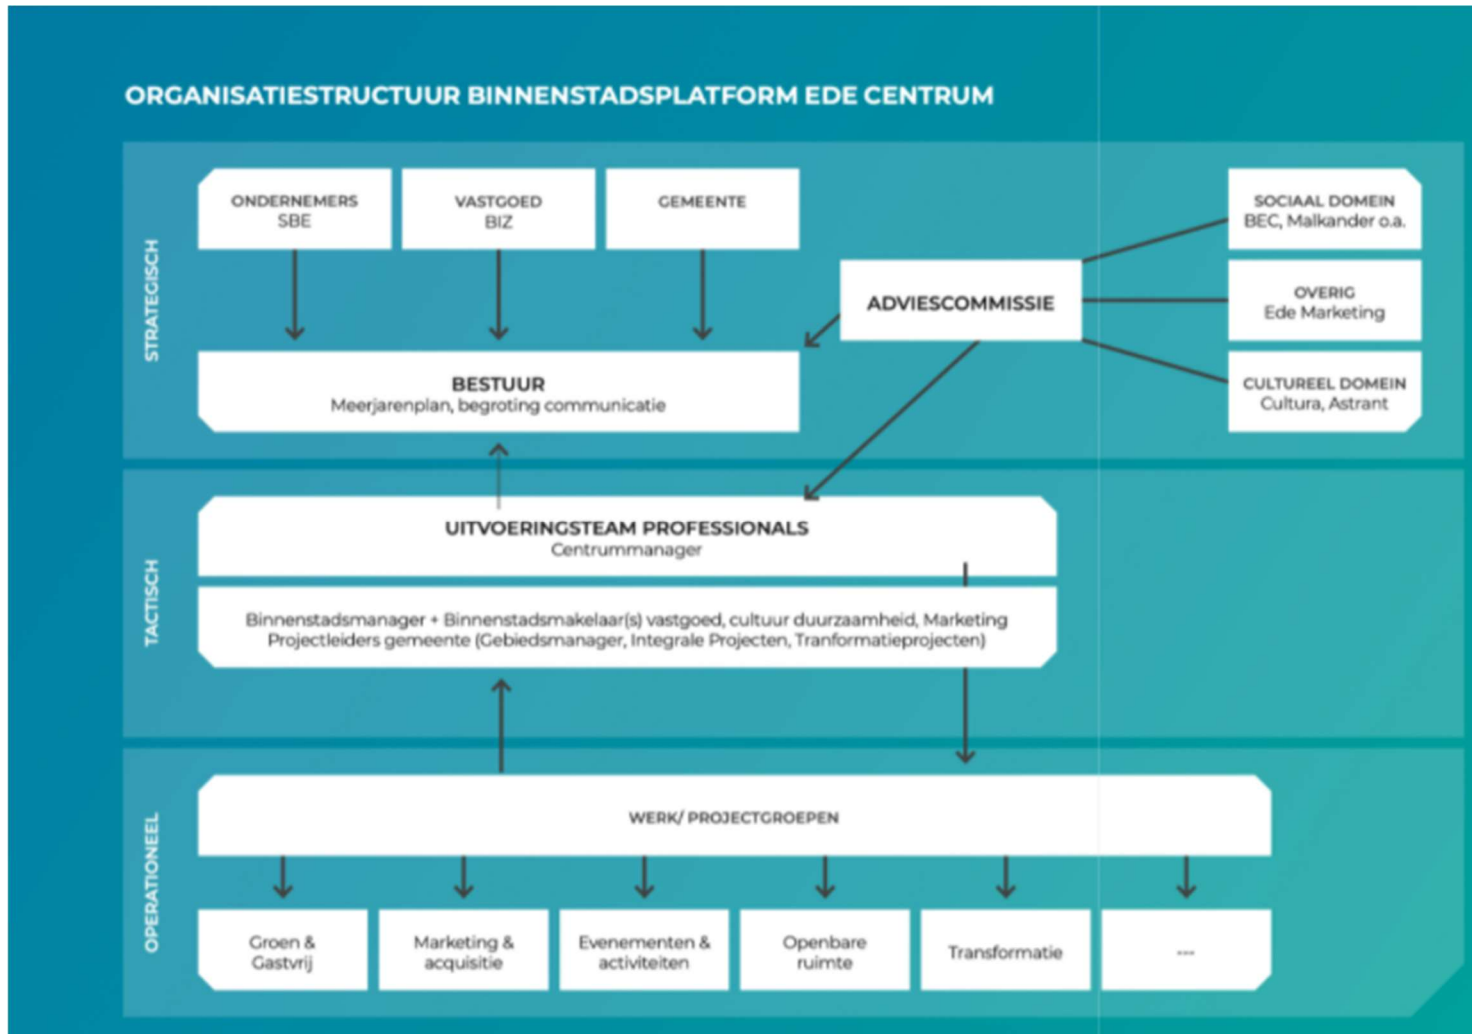 ORGANISATIESTRUCTUUR BINNENSTADSPLATFORM EDE CENTRUM
STRATEGISCH
ONDERNEMERS
SBE
VASTGOED
BIZ
GEMEENTE
ADVIESCOMMISSIE
SOCIAAL DOMEIN
BEC, Malkander o.a.
OVERIG
Ede Marketing
CULTUREEL DOMEIN
Cultura, Astrant
BESTUUR
Meerjarenplan, begroting communicatie
TACTISCH
UITVOERINGSTEAM PROFESSIONALS
Centrummanager
Binnenstadsmanager + Binnenstadsmakelaar(s) vastgoed, cultuur duurzaamheid, Marketing
Projectleiders gemeente (Gebiedsmanager, Integrale Projecten, Tranformatieprojecten)
OPERATIONEEL
WERK/ PROJECTGROEPEN
Groen &
Gastvrij
Marketing &
acquisitie
Evenementen &
activiteiten
Openbare
ruimte
Transformatie
---